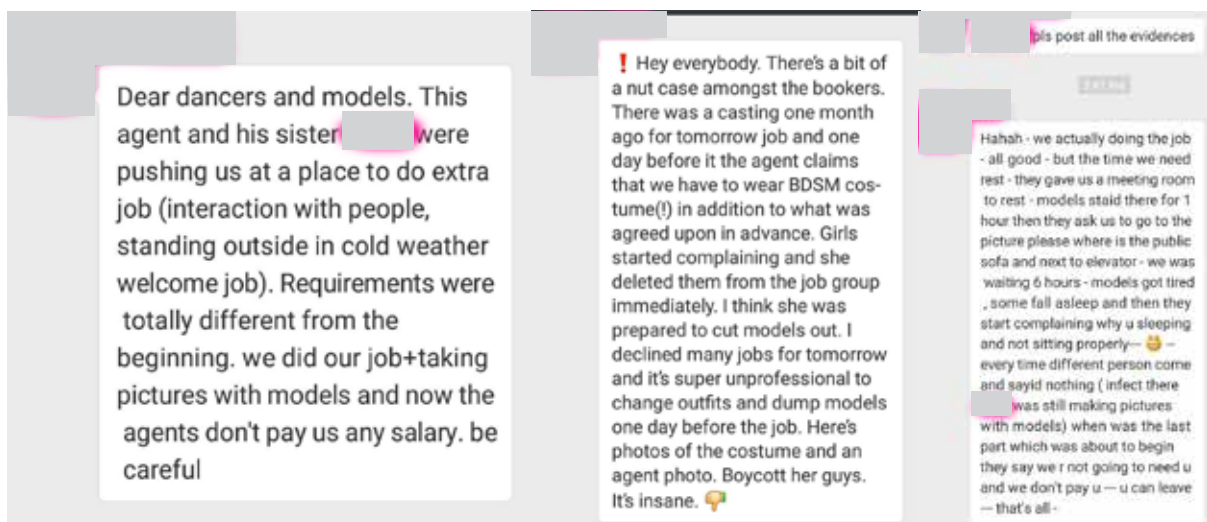 Dear dancers and models. This
agent and his sister were
pushing us at a place to do extra
job (interaction with people,
standing outside in cold weather
welcome job). Requirements were
totally different from the
beginning. we did our job+taking
pictures with models and now the
agents don't pay us any salary. be
careful
❗ Hey everybody. There's a bit of
a nut case amongst the bookers.
There was a casting one month
ago for tomorrow job and one
day before it the agent claims
that we have to wear BDSM cos-
tume(!) in addition to what was
agreed upon in advance. Girls
started complaining and she
deleted them from the job group
immediately. I think she was
prepared to cut models out. I
declined many jobs for tomorrow
and it's super unprofessional to
change outfits and dump models
one day before the job. Here's
photos of the costume and an
agent photo. Boycott her guys.
It's insane. 👎
pls post all the evidences
Hahah - we actually doing the job
- all good - but the time we need
rest - they gave us a meeting room
to rest - models staid there for 1
hour then they ask us to go to the
picture please where is the public
sofa and next to elevator - we was
waiting 6 hours - models got tired
, some fall asleep and then they
start complaining why u sleeping
and not sitting properly— 😆 –
every time different person come
and sayid nothing ( infect there
was still making pictures
with models) when was the last
part which was about to begin
they say we r not going to need u
and we don't pay u — u can leave
— that's all -